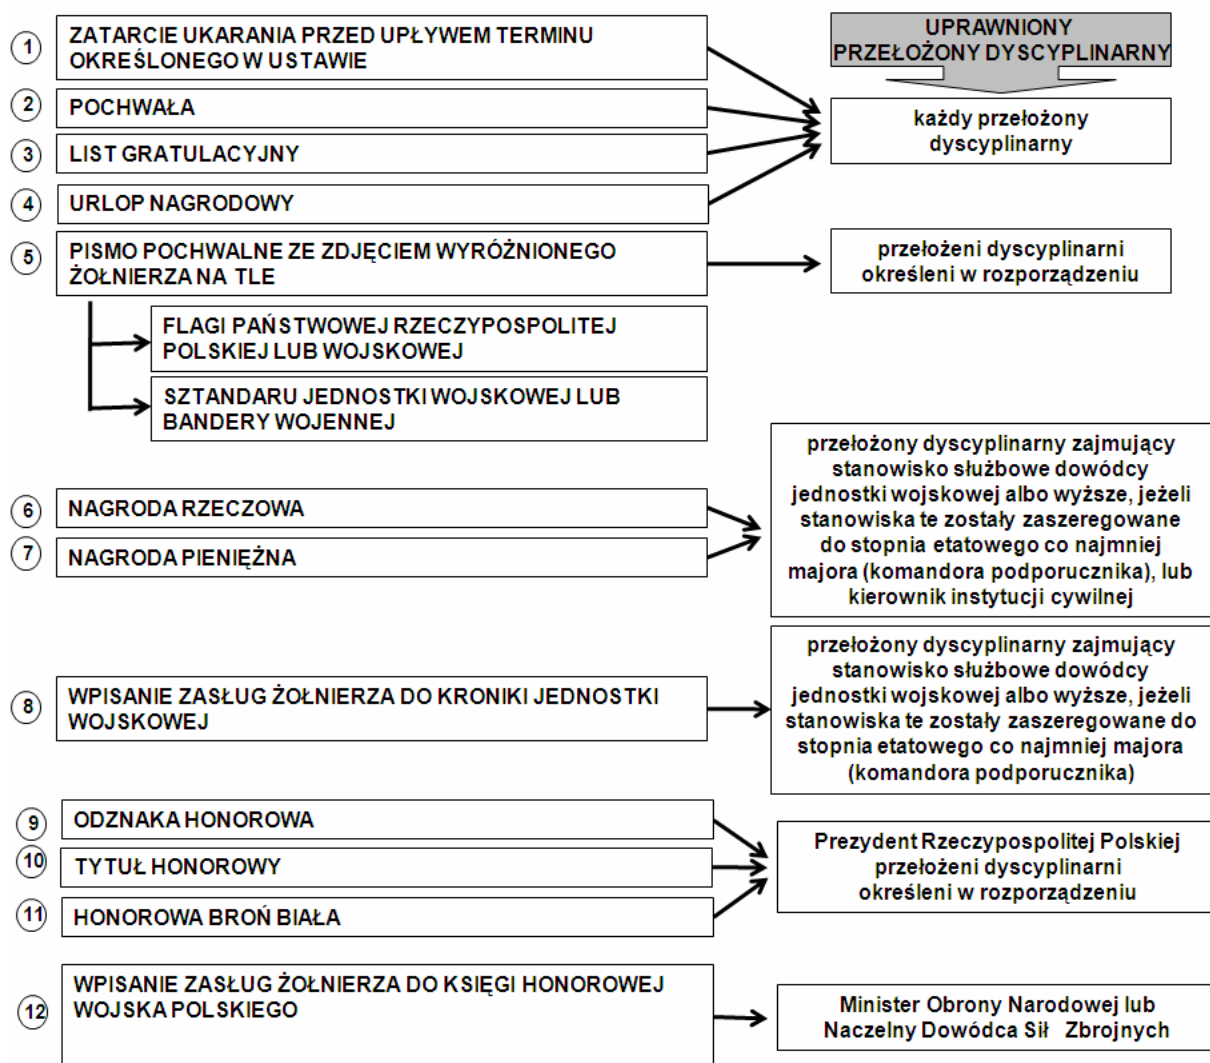 UPRAWNIONY
PRZEŁOŻONY DYSCYPLINARNY
1
ZATARCIE UKARANIA PRZED UPŁYWEM TERMINU
OKREŚLONEGO W USTAWIE
2
POCHWAŁA
3
LIST GRATULACYJNY
4
URLOP NAGRODOWY
każdy przełożony
dyscyplinarny
5
PISMO POCHWALNE ZE ZDJĘCIEM WYRÓŻNIONEGO
ŻOŁNIERZA NA TLE
przełożeni dyscyplinarni
określeni w rozporządzeniu
FLAGI PAŃSTWOWEJ RZECZYPOSPOLITEJ
POLSKIEJ LUB WOJSKOWEJ
SZTANDARU JEDNOSTKI WOJSKOWEJ LUB
BANDERY WOJENNEJ
6
NAGRODA RZECZOWA
7
NAGRODA PIENIĘŻNA
przełożony dyscyplinarny zajmujący
stanowisko służbowe dowódcy
jednostki wojskowej albo wyższe, jeżeli
stanowiska te zostały zaszeregowane
do stopnia etatowego co najmniej
majora (komandora podporucznika), lub
kierownik instytucji cywilnej
8
WPISANIE ZASŁUG ŻOŁNIERZA DO KRONIKI JEDNOSTKI
WOJSKOWEJ
przełożony dyscyplinarny zajmujący
stanowisko służbowe dowódcy
jednostki wojskowej albo wyższe, jeżeli
stanowiska te zostały zaszeregowane do
stopnia etatowego co najmniej majora
(komandora podporucznika)
9
ODZNAKA HONOROWA
10
TYTUŁ HONOROWY
11
HONOROWA BROŃ BIAŁA
Prezydent Rzeczypospolitej Polskiej
przełożeni dyscyplinarni
określeni w rozporządzeniu
12
WPISANIE ZASŁUG ŻOŁNIERZA DO KSIĘGI HONOROWEJ
WOJSKA POLSKIEGO
Minister Obrony Narodowej lub
Naczelny Dowódca Sił Zbrojnych